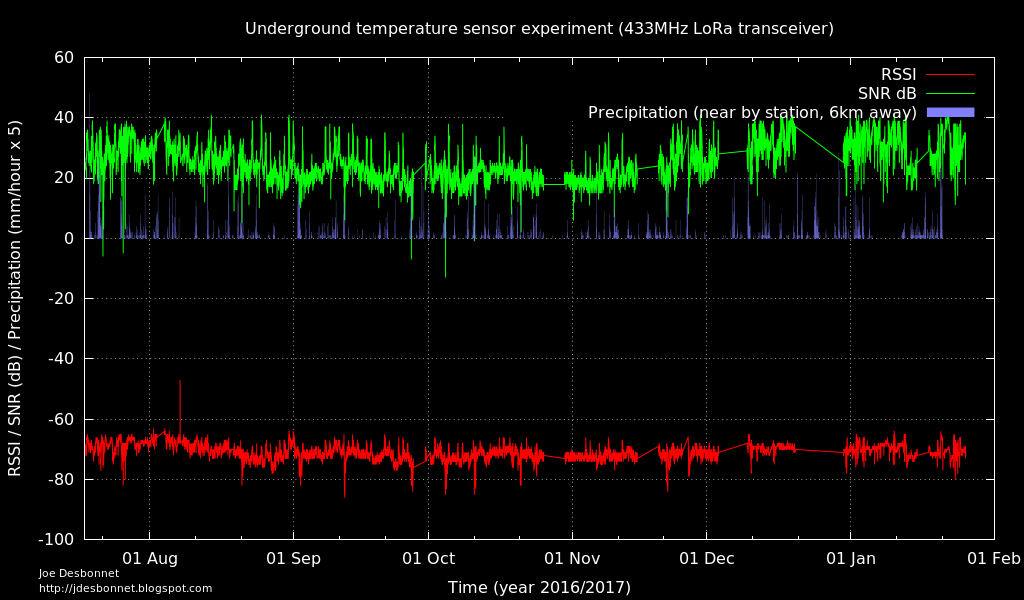 Underground temperature sensor experiment (433MHz LoRa transceiver)
RSSI
SNR dB
Precipitation (near by station, 6km away)
RSSI / SNR (dB) / Precipitation (mm/hour x 5)
60
40
20
0
-20
-40
-60
-80
-100
01 Aug
01 Sep
01 Oct
01 Nov
01 Dec
01 Jan
01 Feb
Time (year 2016/2017)
Joe Desbonnet
http://jdesbonnet.blogspot.com